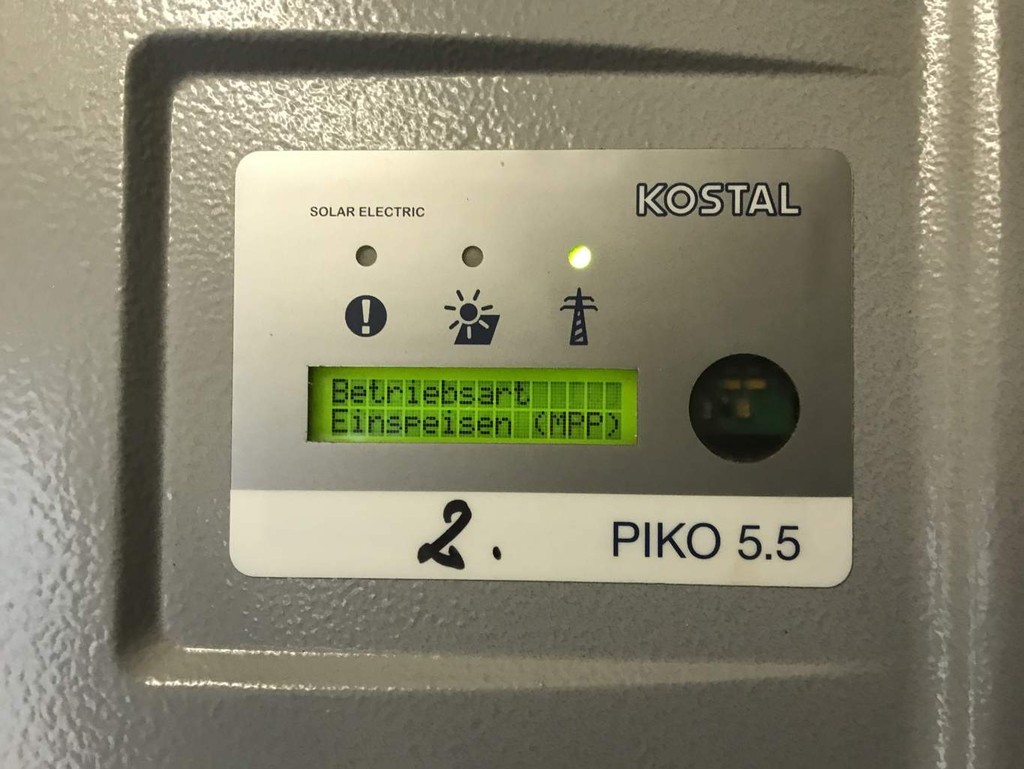 SOLAR ELECTRIC
KOSTAL
Betriebsart
Einspeisen (MPP)
2.
PIKO 5.5